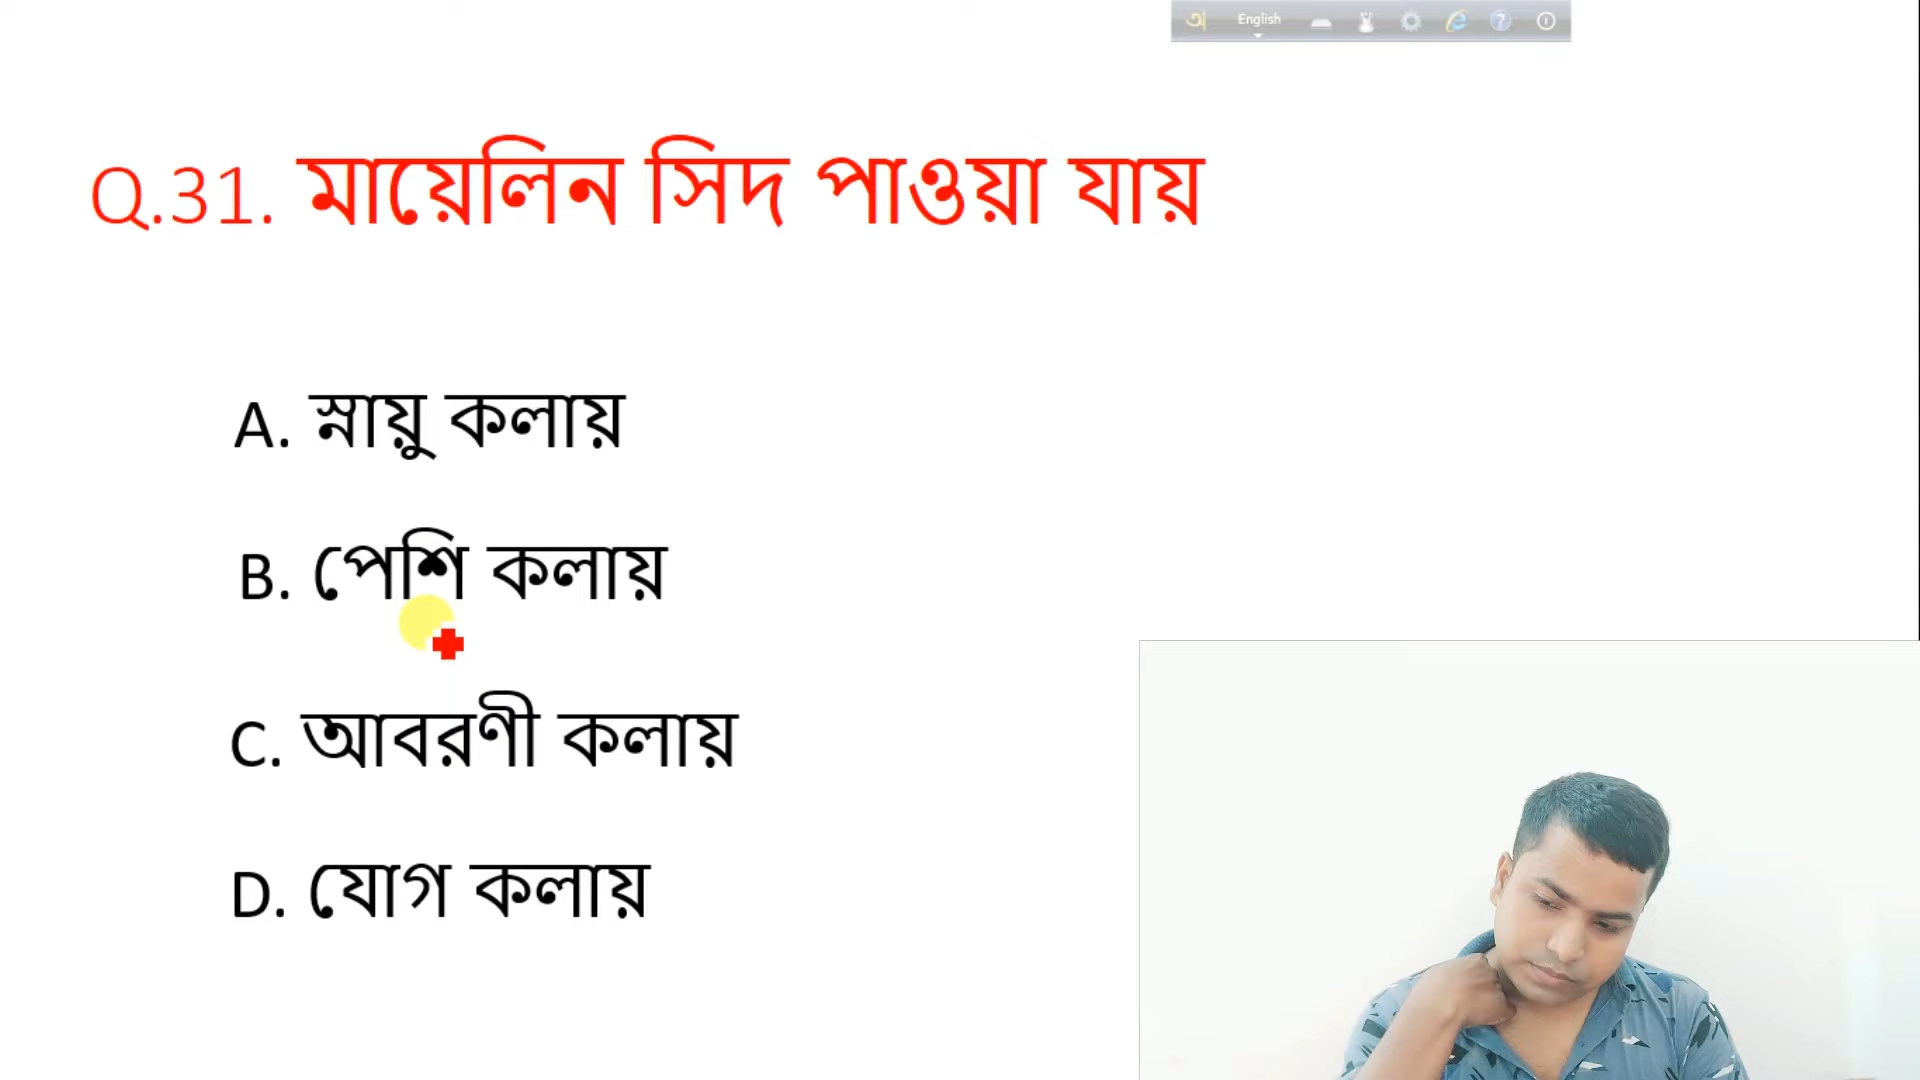 English
Q.31. মায়েলিন সিদ পাওয়া যায়
A. স্নায়ু কলায়
B. পেশি কলায়
C. আবরণী কলায়
D. যোগ কলায়